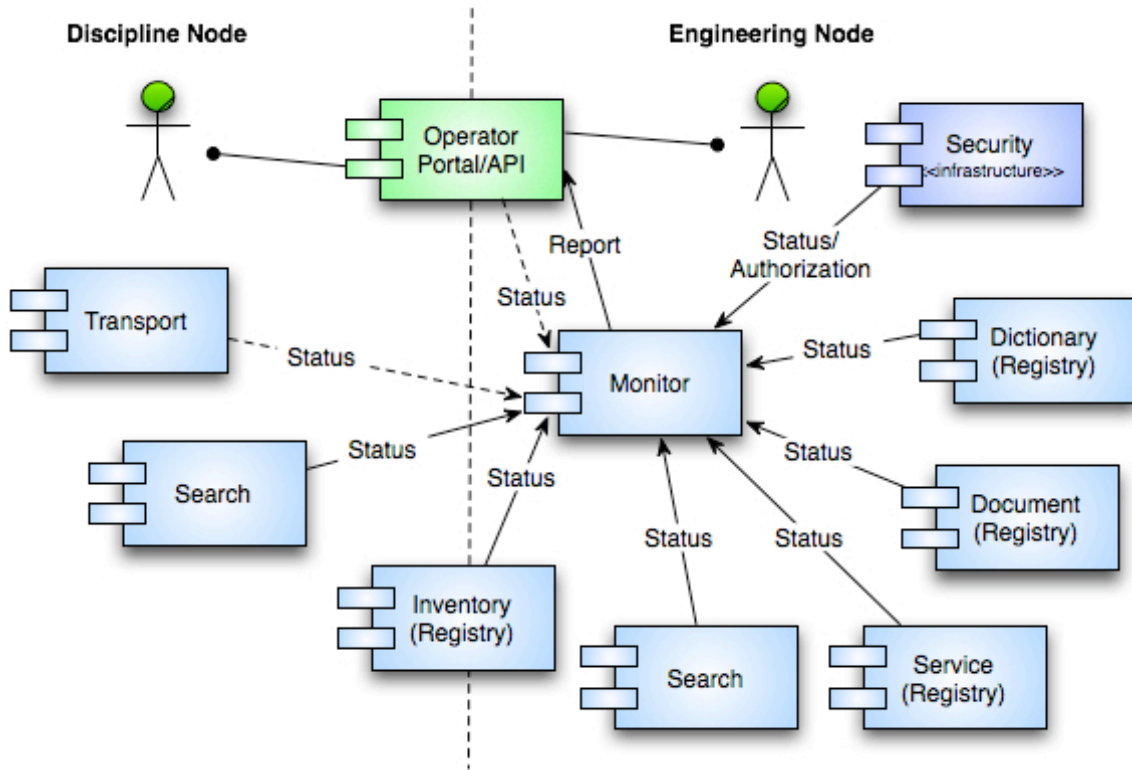 Discipline Node
Engineering Node
Operator
Portal/API
Security
<<infrastructure>>
Report
Status/
Authorization
Status
Transport
Status
Monitor
Status
Dictionary
(Registry)
Search
Status
Status
Status
Document
(Registry)
Status
Status
Inventory
(Registry)
Search
Service
(Registry)